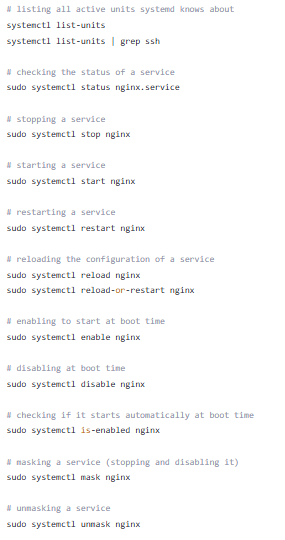 # listing all active units systemd knows about
systemctl list-units
systemctl list-units | grep ssh
# checking the status of a service
sudo systemctl status nginx.service
# stopping a service
sudo systemctl stop nginx
# starting a service
sudo systemctl start nginx
# restarting a service
sudo systemctl restart nginx
# reloading the configuration of a service
sudo systemctl reload nginx
sudo systemctl reload-or-restart nginx
# enabling to start at boot time
sudo systemctl enable nginx
# disabling at boot time
sudo systemctl disable nginx
# checking if it starts automatically at boot time
sudo systemctl is-enabled nginx
# masking a service (stopping and disabling it)
sudo systemctl mask nginx
# unmasking a service
sudo systemctl unmask nginx